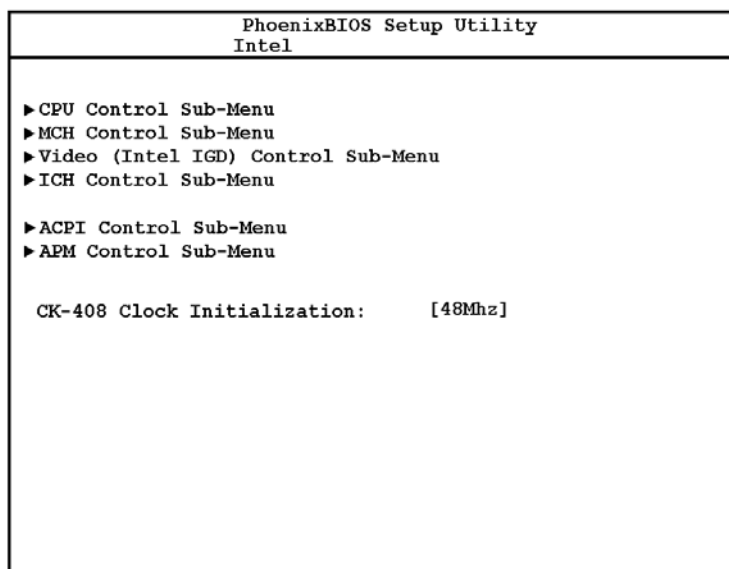 PhoenixBIOS Setup Utility
Intel
►CPU Control Sub-Menu
►MCH Control Sub-Menu
►Video (Intel IGD) Control Sub-Menu
►ICH Control Sub-Menu
►ACPI Control Sub-Menu
►APM Control Sub-Menu
CK-408 Clock Initialization: [48Mhz]